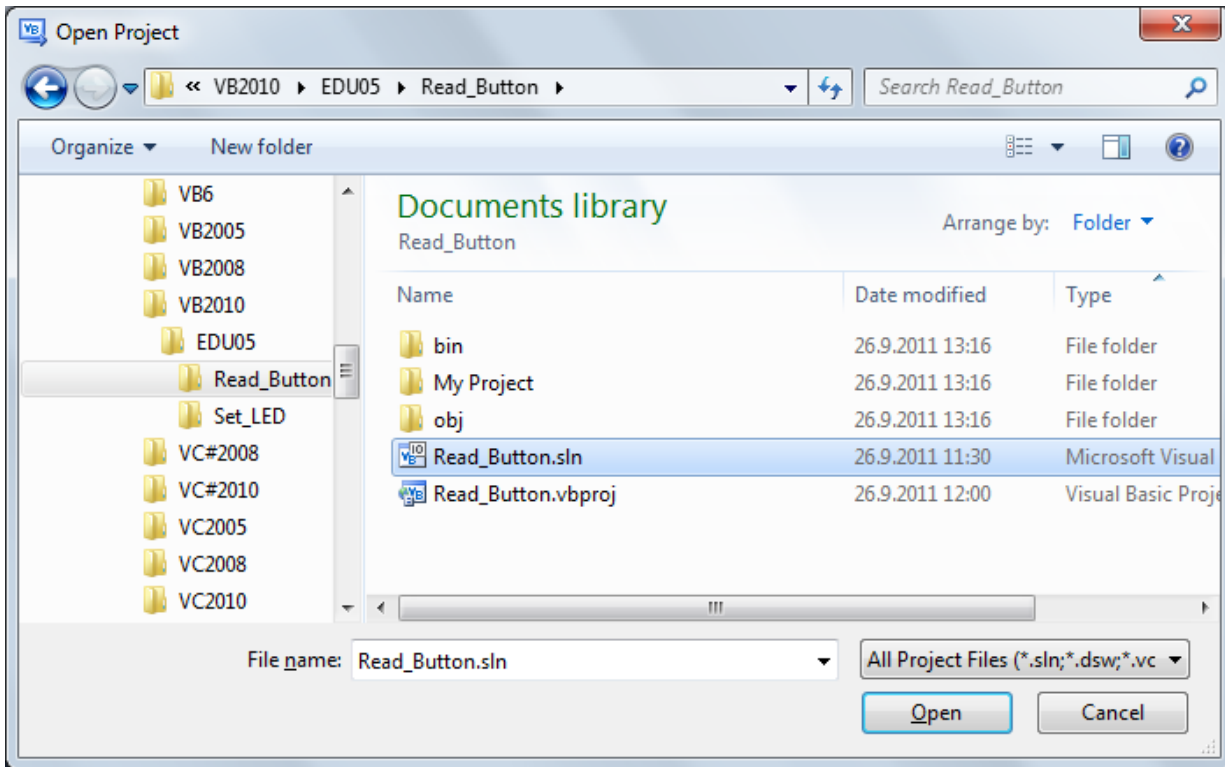 Open Project
« VB2010 ▸ EDU05 ▸ Read_Button ▸
Search Read_Button
Organize ▾ New folder
VB6
VB2005
VB2008
VB2010
EDU05
Read_Button
Set_LED
VC#2008
VC#2010
VC2005
VC2008
VC2010
Documents library
Read_Button
Arrange by: Folder ▾
Name Date modified Type
bin 26.9.2011 13:16 File folder
My Project 26.9.2011 13:16 File folder
obj 26.9.2011 13:16 File folder
Read_Button.sln 26.9.2011 11:30 Microsoft Visual
Read_Button.vbproj 26.9.2011 12:00 Visual Basic Proje
File name: Read_Button.sln All Project Files (*.sln;*.dsw;*.vc
Open Cancel